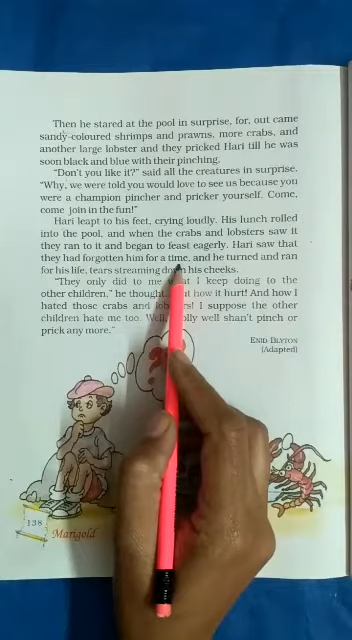 Then he stared at the pool in surprise, for, out came
sandy-coloured shrimps and prawns, more crabs, and
another large lobster and they pricked Hari till he was
soon black and blue with their pinching.
"Don't you like it?" said all the creatures in surprise.
"Why, we were told you would love to see us because you
were a champion pincher and pricker yourself. Come,
come join in the fun!"
Hari leapt to his feet, crying loudly. His lunch rolled
into the pool, and when the crabs and lobsters saw it
they ran to it and began to feast eagerly. Hari saw that
they had forgotten him for a time, and he turned and ran
for his life, tears streaming down his cheeks.
"They only did to me what I keep doing to the
other children," he thought. "But how it hurt! And how I
hated those crabs and lobsters! I suppose the other
children hate me too. Well, I jolly well shan't pinch or
prick any more."
ENID BLYTON
(Adapted)
138
Marigold